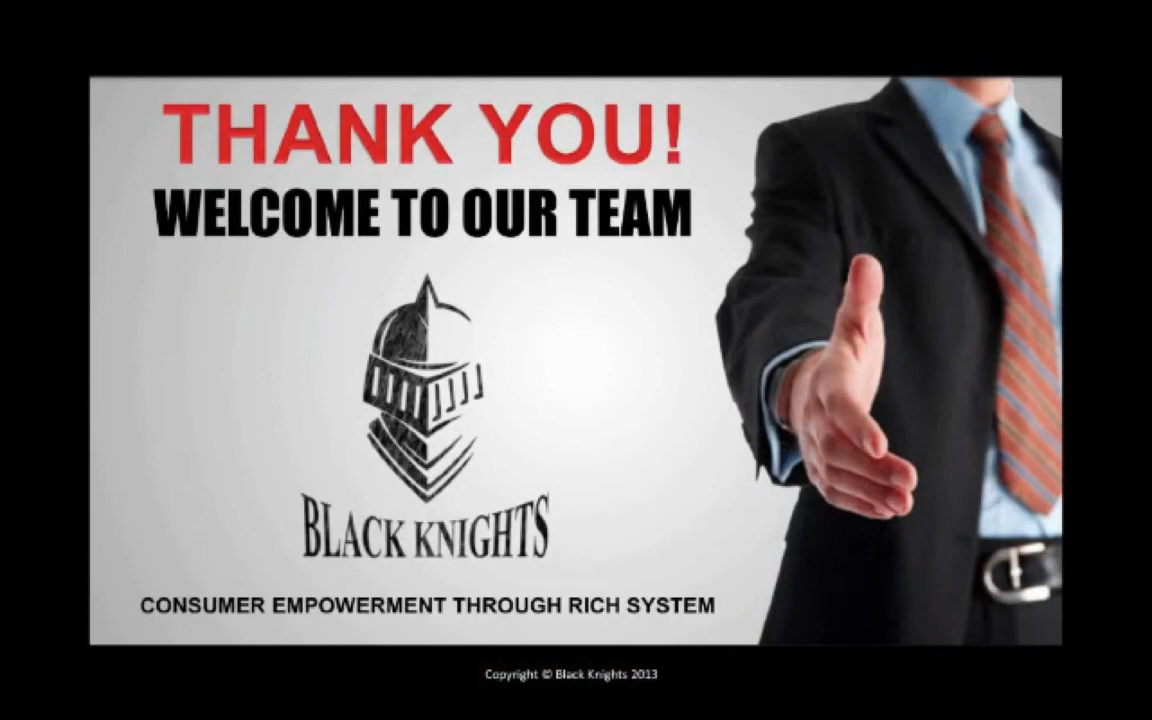 THANK YOU!
WELCOME TO OUR TEAM
BLACK KNIGHTS
CONSUMER EMPOWERMENT THROUGH RICH SYSTEM
Copyright © Black Knights 2013